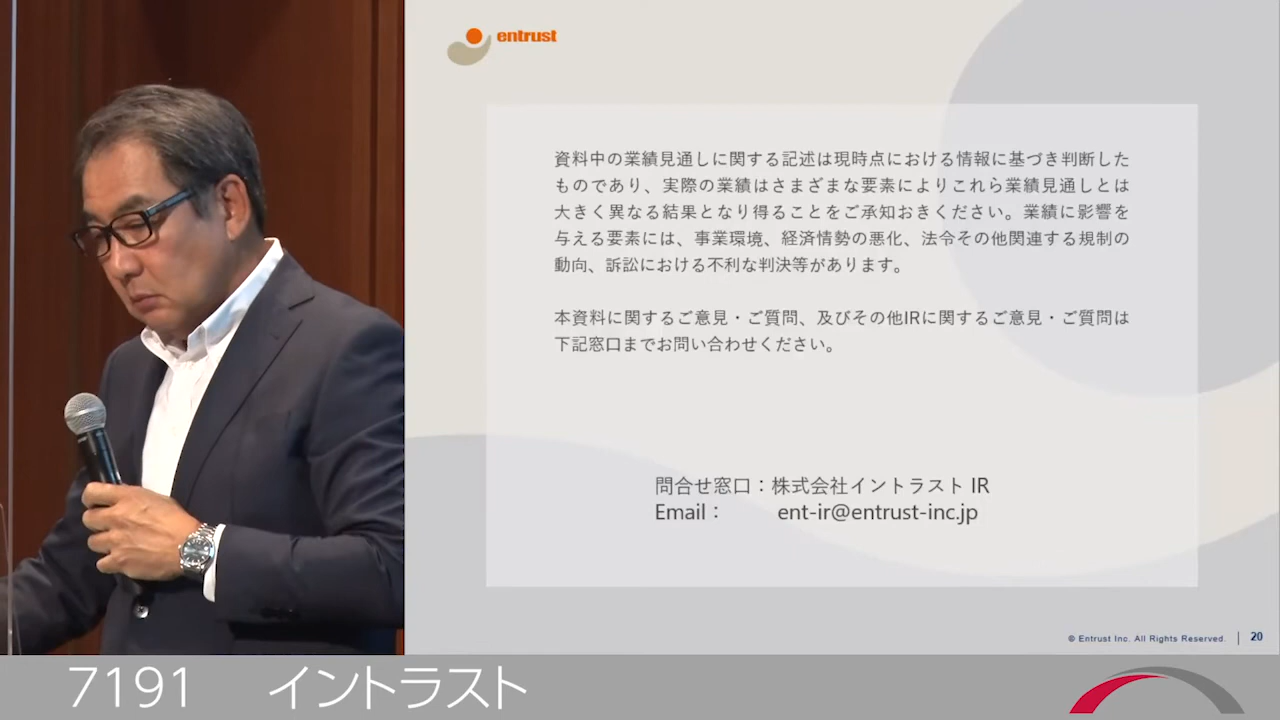 entrust
資料中の業績見通しに関する記述は現時点における情報に基づき判断した
ものであり、実際の業績はさまざまな要素によりこれら業績見通しとは
大きく異なる結果となり得ることをご承知おきください。業績に影響を
与える要素には、事業環境、経済情勢の悪化、法令その他関連する規制の
動向、訴訟における不利な判決等があります。
本資料に関するご意見・ご質問、及びその他IRに関するご意見・ご質問は
下記窓口までお問い合わせください。
問合せ窓口：株式会社イントラスト IR
Email： ent-ir@entrust-inc.jp
© Entrust Inc. All Rights Reserved. | 20
7191 イントラスト